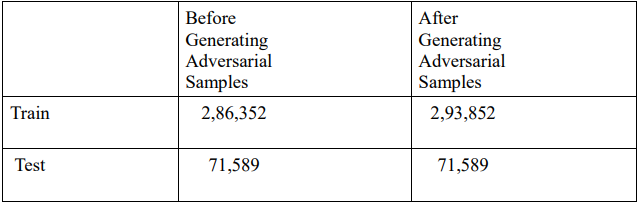 Before
Generating
Adversarial
Samples
After
Generating
Adversarial
Samples
Train
2,86,352
2,93,852
Test
71,589
71,589